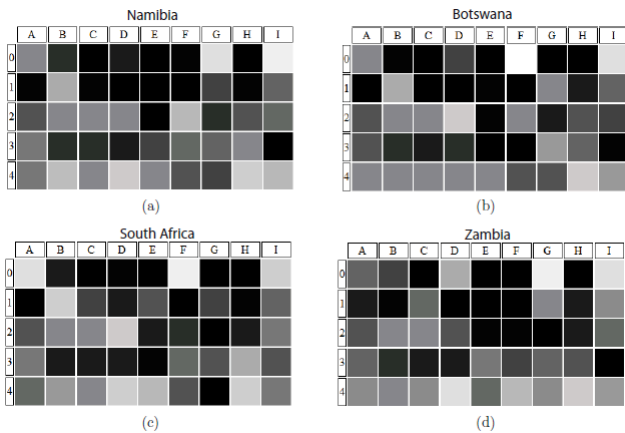 Namibia
A B C D E F G H I
0
1
2
3
4
(a)
Botswana
A B C D E F G H I
0
1
2
3
4
(b)
South Africa
A B C D E F G H I
0
1
2
3
4
(c)
Zambia
A B C D E F G H I
0
1
2
3
4
(d)